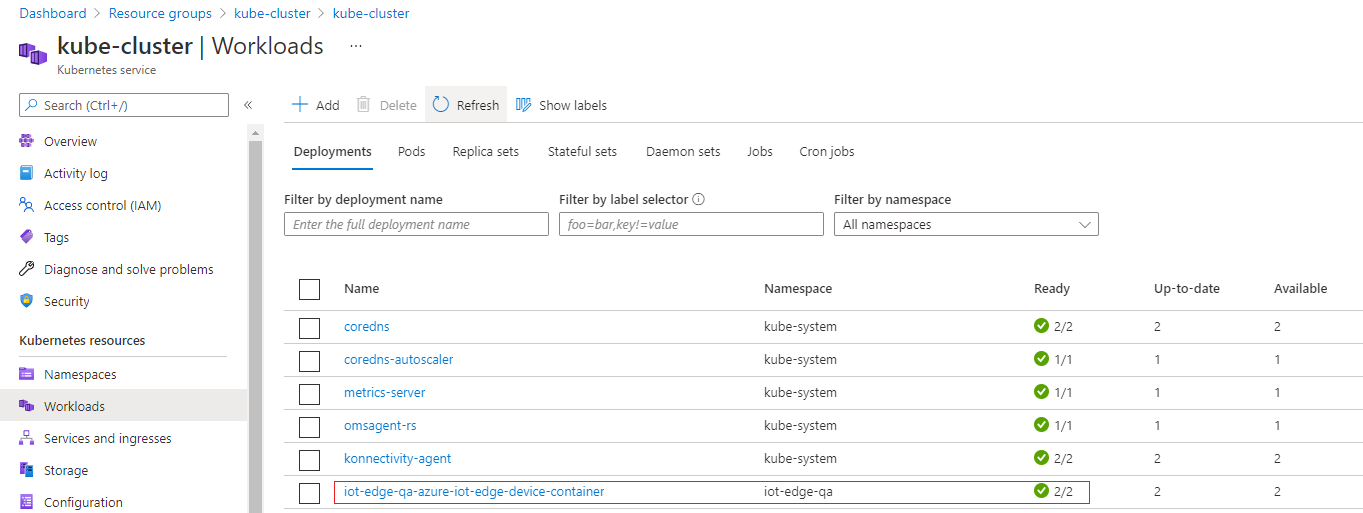 Dashboard > Resource groups > kube-cluster > kube-cluster
kube-cluster | Workloads ...
Kubernetes service
Search (Ctrl+/) «
Overview
Activity log
Access control (IAM)
Tags
Diagnose and solve problems
Security
Kubernetes resources
Namespaces
Workloads
Services and ingresses
Storage
Configuration
Add Delete Refresh Show labels
Deployments Pods Replica sets Stateful sets Daemon sets Jobs Cron jobs
Filter by deployment name Filter by label selector Filter by namespace
Enter the full deployment name foo=bar,key!=value All namespaces
Name Namespace Ready Up-to-date Available
coredns kube-system 2/2 2 2
coredns-autoscaler kube-system 1/1 1 1
metrics-server kube-system 1/1 1 1
omsagent-rs kube-system 1/1 1 1
konnectivity-agent kube-system 2/2 2 2
iot-edge-qa-azure-iot-edge-device-container iot-edge-qa 2/2 2 2